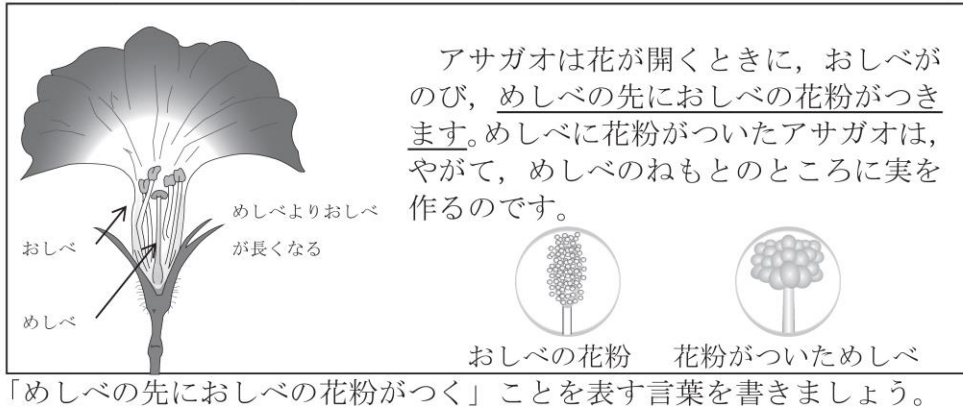 アサガオは花が開くときに，おしべが
のび，めしべの先におしべの花粉がつき
ます。めしべに花粉がついたアサガオは，
やがて，めしべのねもとのところに実を
作るのです。
めしべよりおしべ
が長くなる
おしべ
めしべ
おしべの花粉
花粉がついためしべ
「めしべの先におしべの花粉がつく」ことを表す言葉を書きましょう。